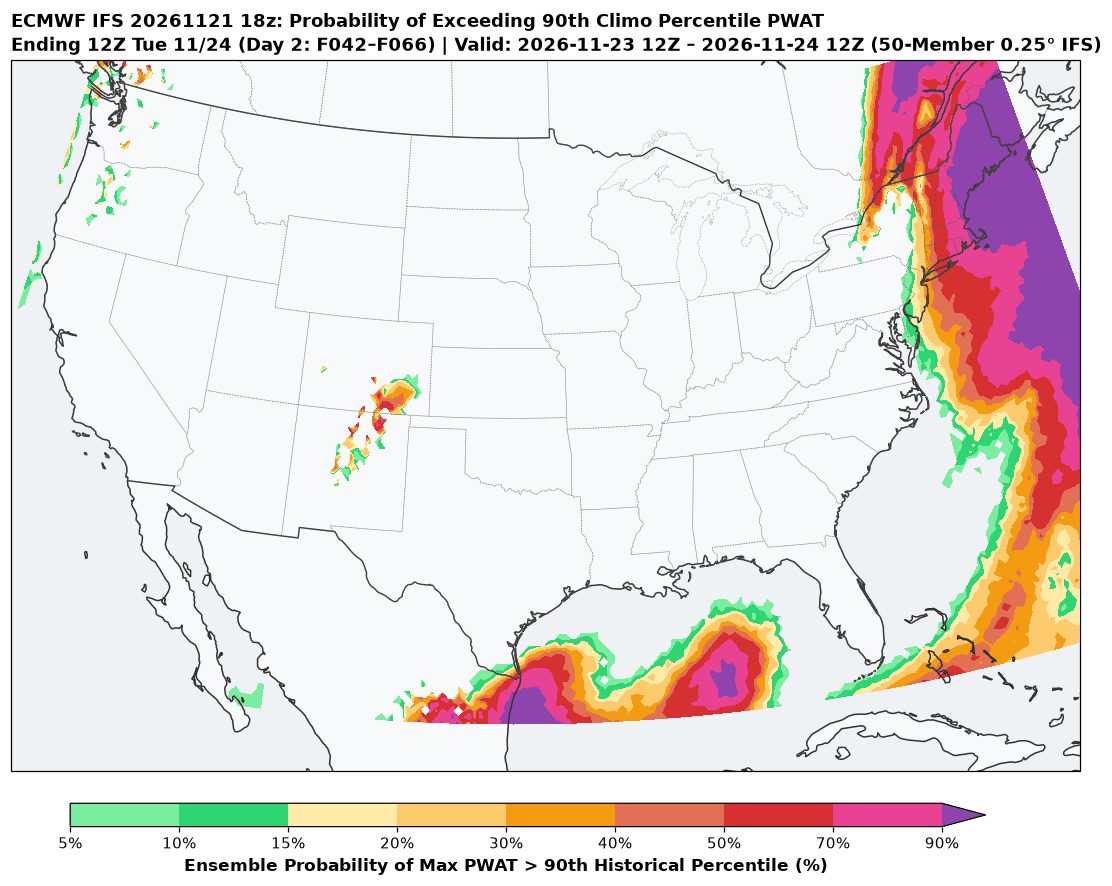 ECMWF IFS 20261121 18z: Probability of Exceeding 90th Climo Percentile PWAT
Ending 12Z Tue 11/24 (Day 2: F042–F066) | Valid: 2026-11-23 12Z – 2026-11-24 12Z (50-Member 0.25° IFS)
5% 10% 15% 20% 30% 40% 50% 70% 90%
Ensemble Probability of Max PWAT > 90th Historical Percentile (%)